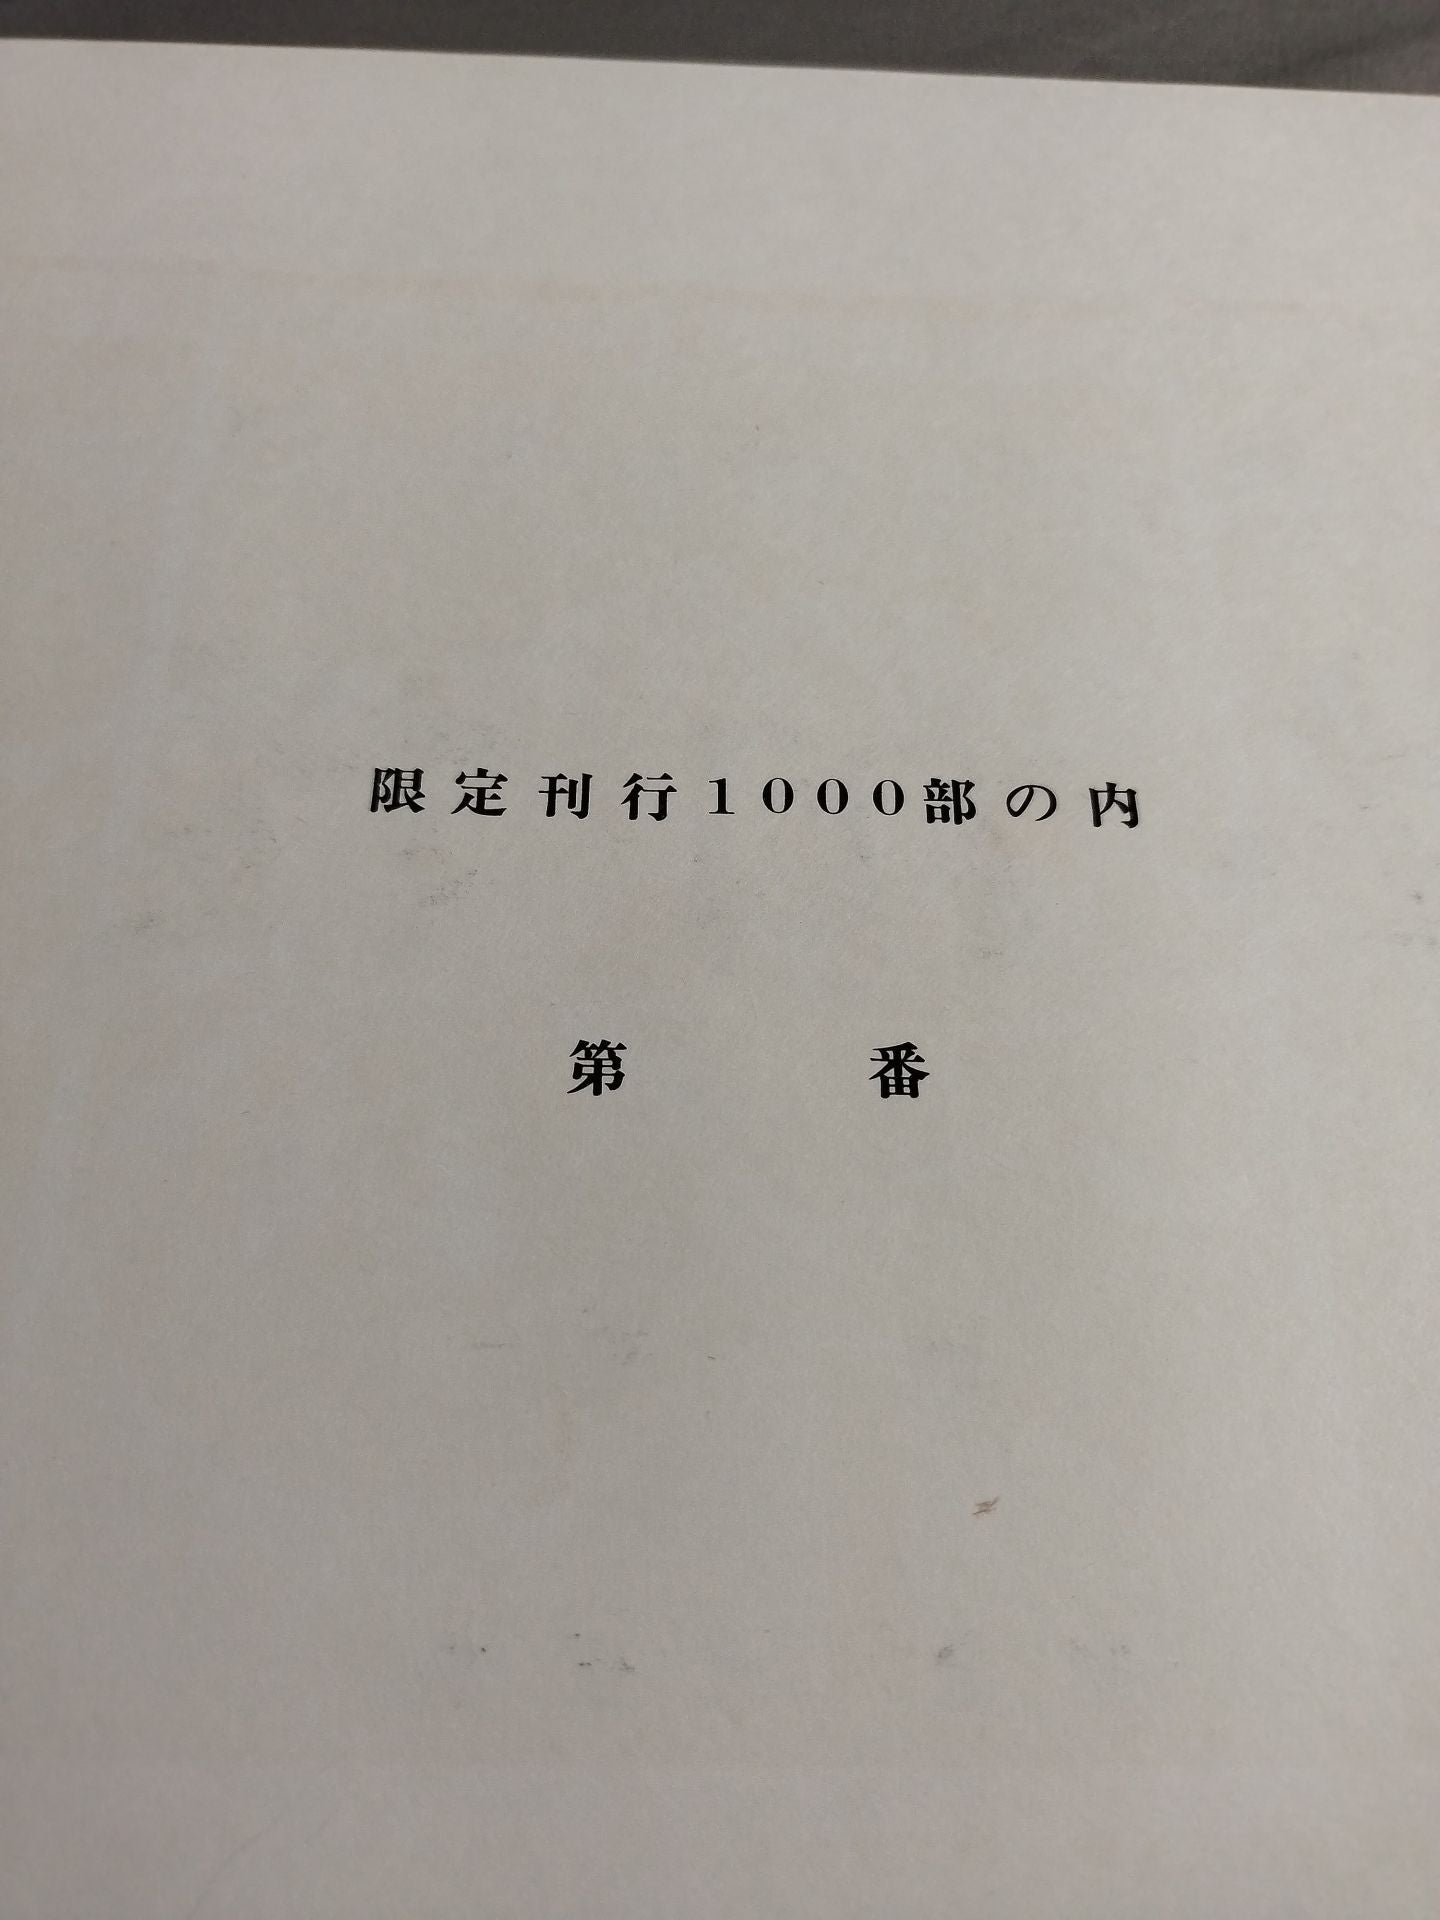 限定刊行1000部の内
第　　　番